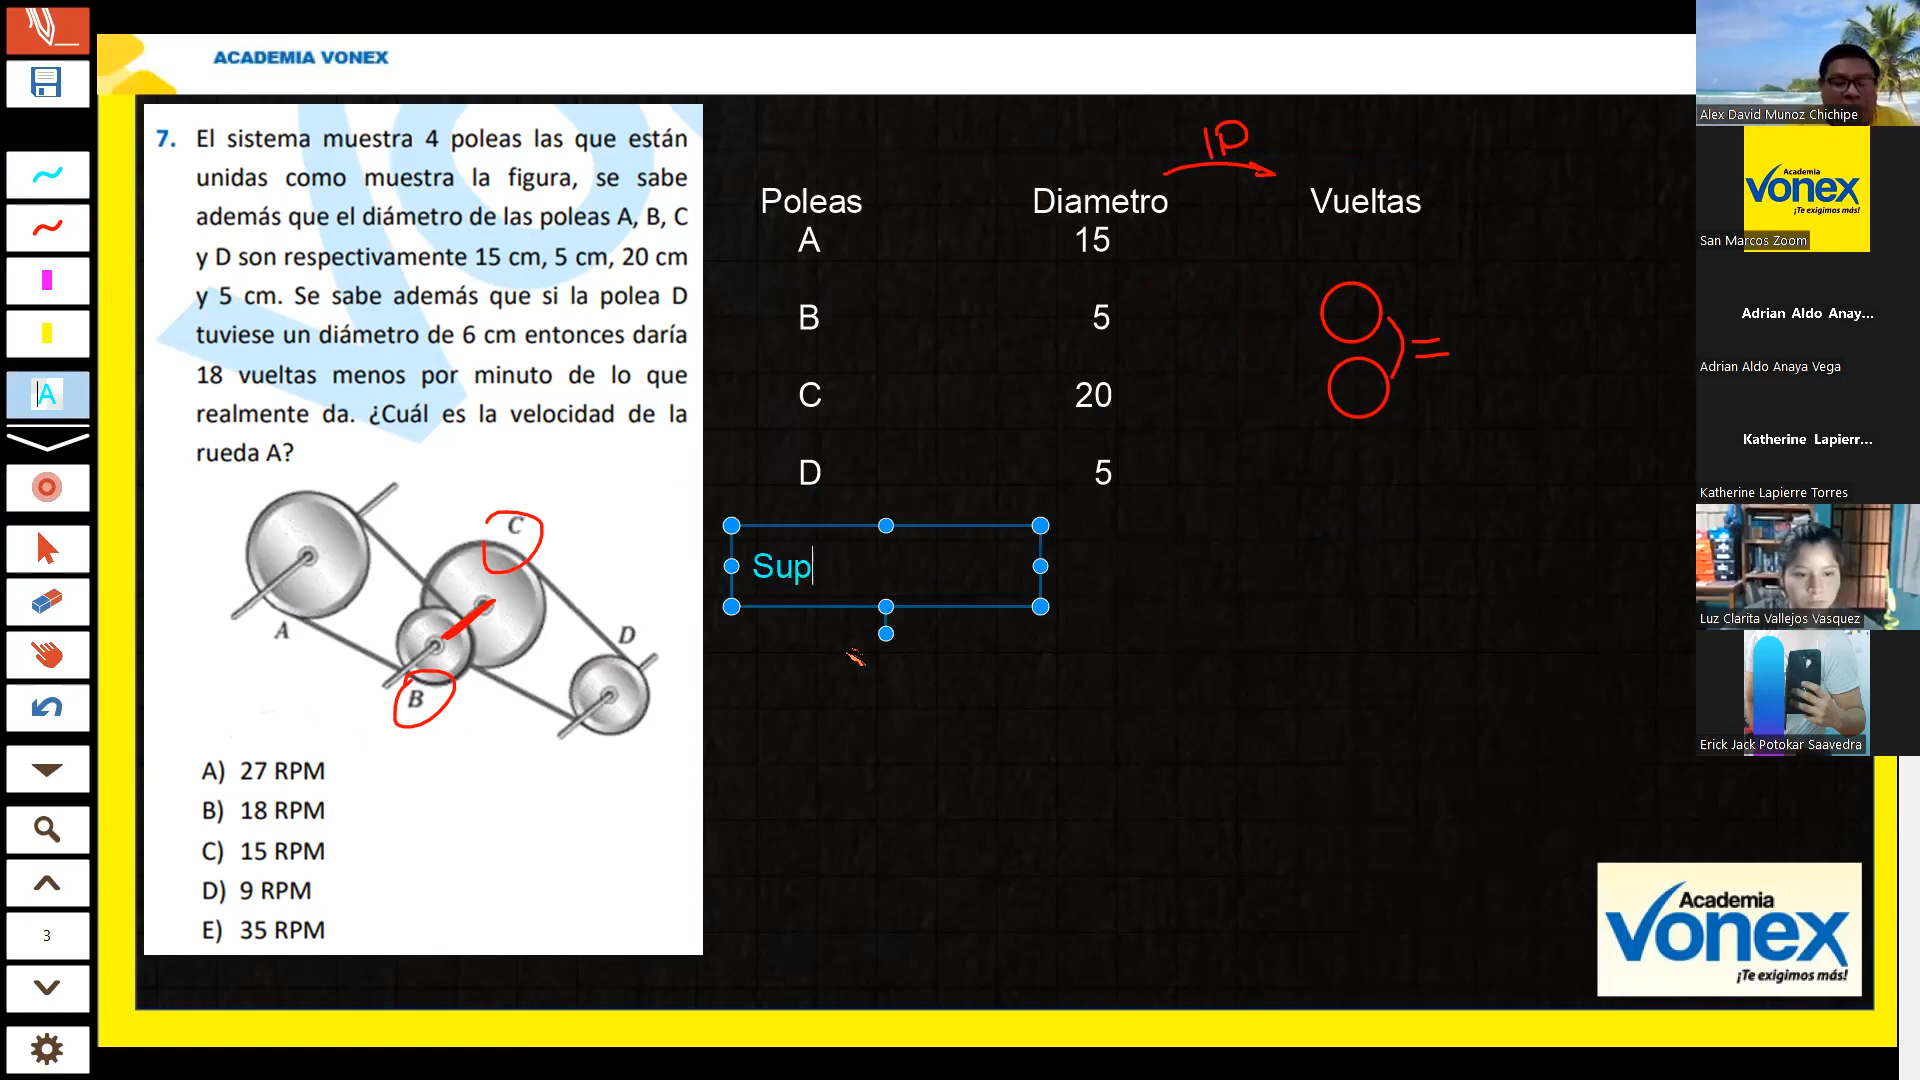 ACADEMIA VONEX
7. El sistema muestra 4 poleas las que están
unidas como muestra la figura, se sabe
además que el diámetro de las poleas A, B, C
y D son respectivamente 15 cm, 5 cm, 20 cm
y 5 cm. Se sabe además que si la polea D
tuviese un diámetro de 6 cm entonces daría
18 vueltas menos por minuto de lo que
realmente da. ¿Cuál es la velocidad de la
rueda A?
C
D
A
B
A) 27 RPM
B) 18 RPM
C) 15 RPM
D) 9 RPM
E) 35 RPM
IP
Poleas Diametro Vueltas
A 15
B 5
=
C 20
D 5
Sup
A
3
Alex David Munoz Chichipe
Academia
Vonex
¡Te exigimos más!
San Marcos Zoom
Adrian Aldo Anay...
Adrian Aldo Anaya Vega
Katherine Lapierr...
Katherine Lapierre Torres
Luz Clarita Vallejos Vasquez
Erick Jack Potokar Saavedra
Academia
Vonex
¡Te exigimos más!